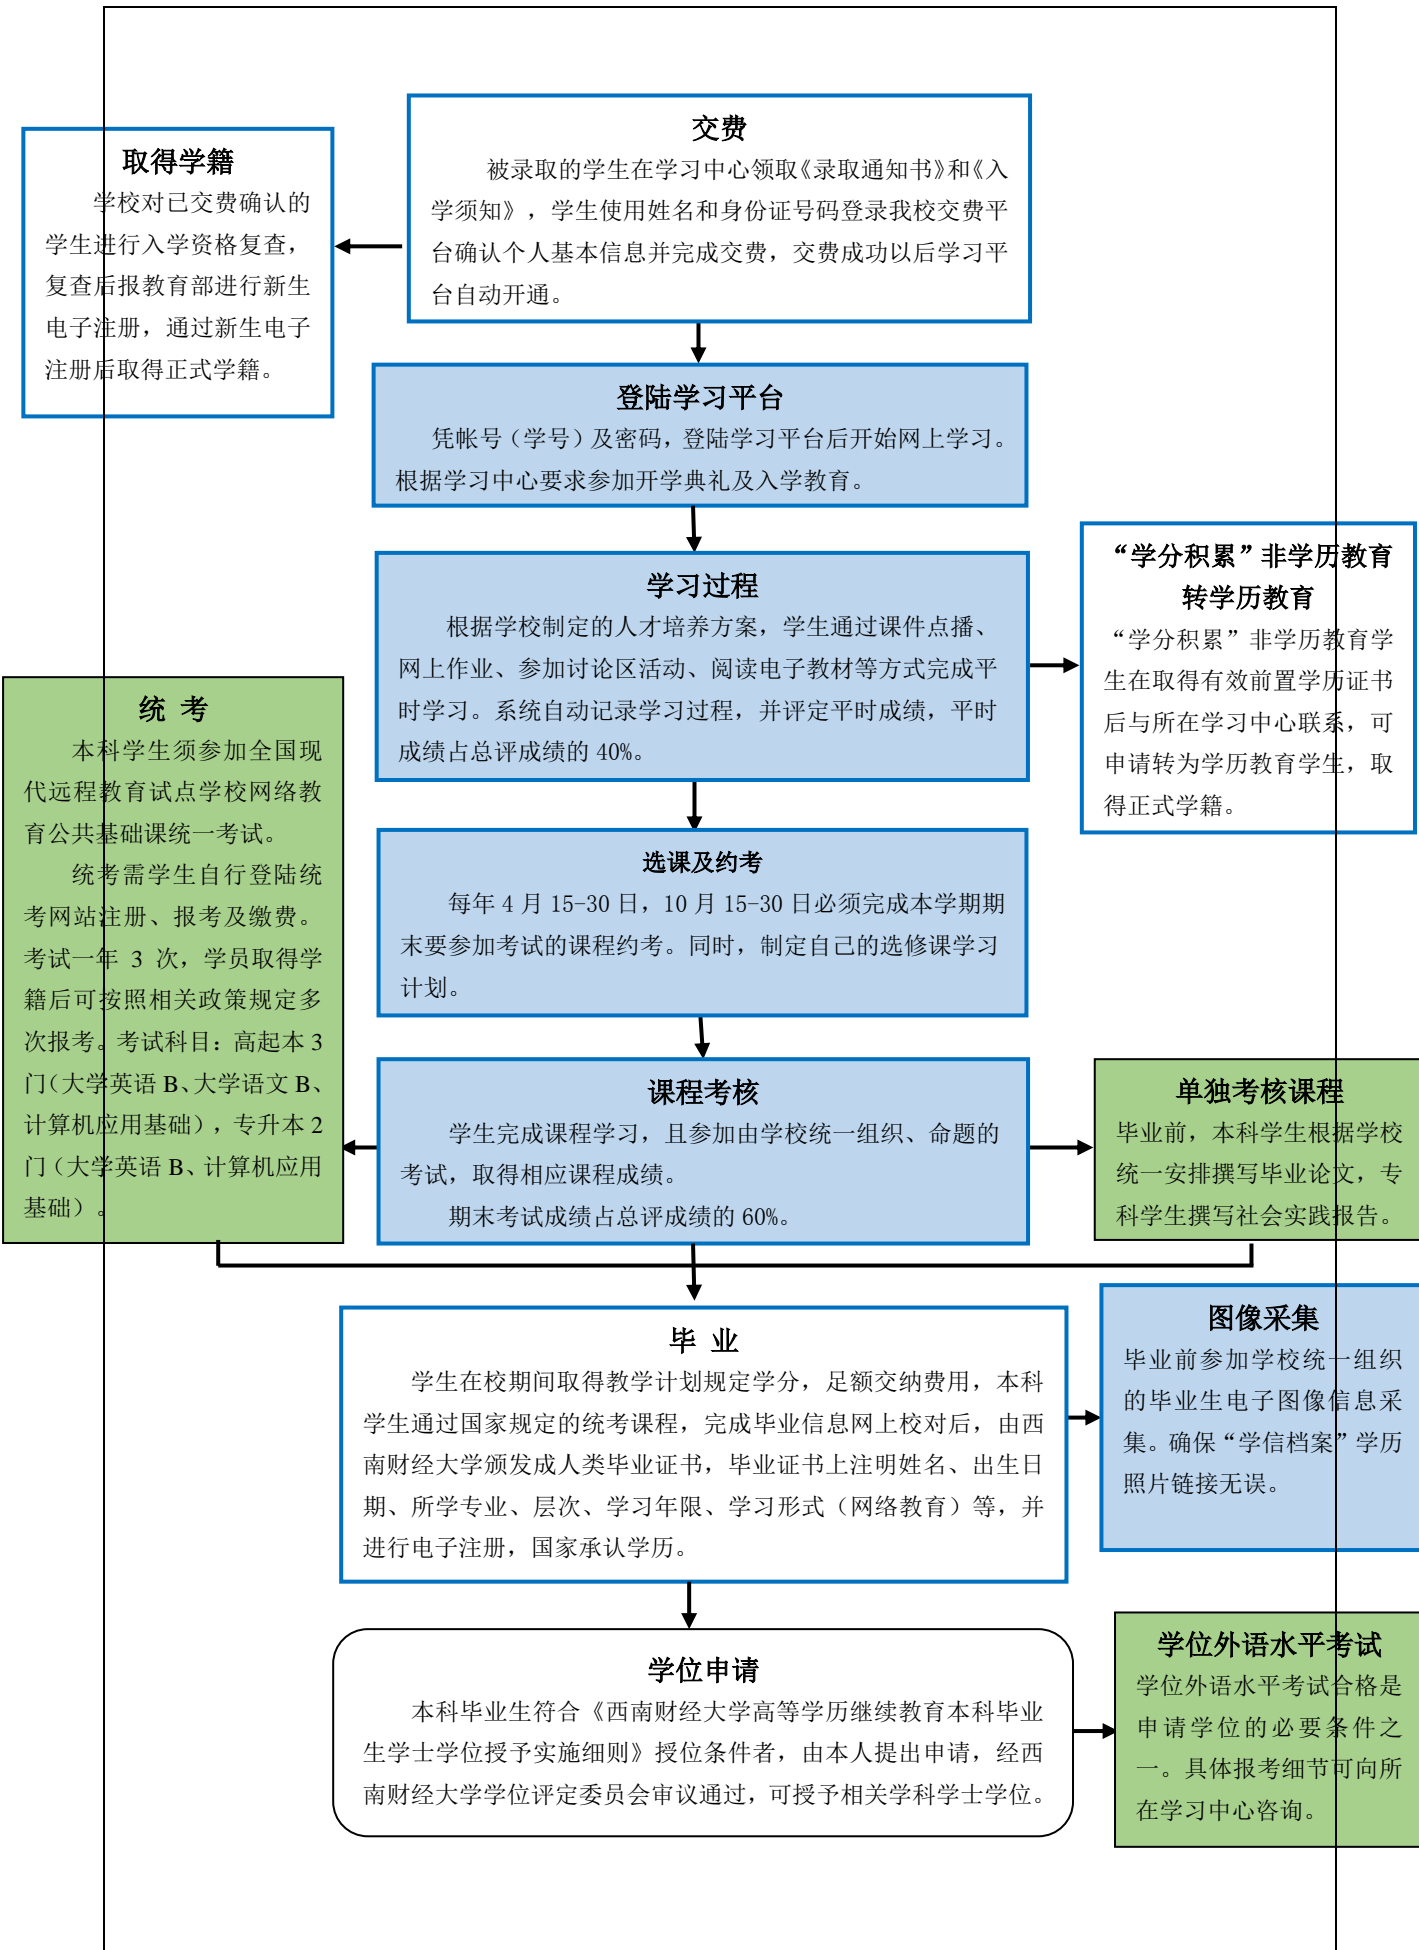 交费
被录取的学生在学习中心领取《录取通知书》和《入
学须知》，学生使用姓名和身份证号码登录我校交费平
台确认个人基本信息并完成交费，交费成功以后学习平
台自动开通。
取得学籍
学校对已交费确认的
学生进行入学资格复查，
复查后报教育部进行新生
电子注册，通过新生电子
注册后取得正式学籍。
登陆学习平台
凭帐号（学号）及密码，登陆学习平台后开始网上学习。
根据学习中心要求参加开学典礼及入学教育。
学习过程
根据学校制定的人才培养方案，学生通过课件点播、
网上作业、参加讨论区活动、阅读电子教材等方式完成平
时学习。系统自动记录学习过程，并评定平时成绩，平时
成绩占总评成绩的 40%。
“学分积累”非学历教育
转学历教育
“学分积累”非学历教育学
生在取得有效前置学历证书
后与所在学习中心联系，可
申请转为学历教育学生，取
得正式学籍。
统 考
本科学生须参加全国现
代远程教育试点学校网络教
育公共基础课统一考试。
统考需学生自行登陆统
考网站注册、报考及缴费。
考试一年 3 次，学员取得学
籍后可按照相关政策规定多
次报考。考试科目：高起本 3
门（大学英语 B、大学语文 B、
计算机应用基础），专升本 2
门（大学英语 B、计算机应用
基础）。
选课及约考
每年 4 月 15-30 日，10 月 15-30 日必须完成本学期期
末要参加考试的课程约考。同时，制定自己的选修课学习
计划。
课程考核
学生完成课程学习，且参加由学校统一组织、命题的
考试，取得相应课程成绩。
期末考试成绩占总评成绩的 60%。
单独考核课程
毕业前，本科学生根据学校
统一安排撰写毕业论文，专
科学生撰写社会实践报告。
毕 业
学生在校期间取得教学计划规定学分，足额交纳费用，本科
学生通过国家规定的统考课程，完成毕业信息网上校对后，由西
南财经大学颁发成人类毕业证书，毕业证书上注明姓名、出生日
期、所学专业、层次、学习年限、学习形式（网络教育）等，并
进行电子注册，国家承认学历。
图像采集
毕业前参加学校统一组织
的毕业生电子图像信息采
集。确保“学信档案”学历
照片链接无误。
学位申请
本科毕业生符合《西南财经大学高等学历继续教育本科毕业
生学士学位授予实施细则》授位条件者，由本人提出申请，经西
南财经大学学位评定委员会审议通过，可授予相关学科学士学位。
学位外语水平考试
学位外语水平考试合格是
申请学位的必要条件之
一。具体报考细节可向所
在学习中心咨询。